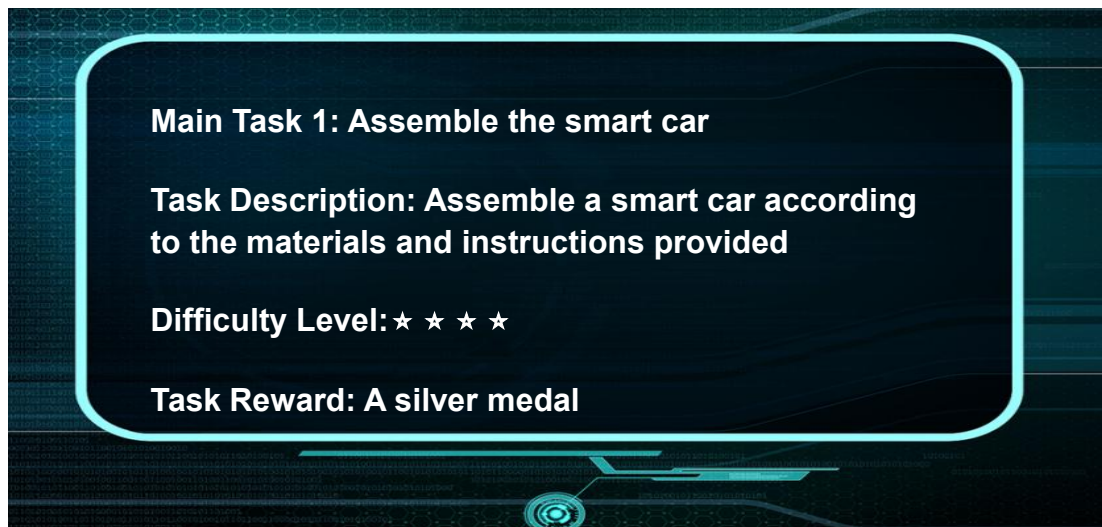 Main Task 1: Assemble the smart car
Task Description: Assemble a smart car according
to the materials and instructions provided
Difficulty Level:★ ★ ★ ★
Task Reward: A silver medal